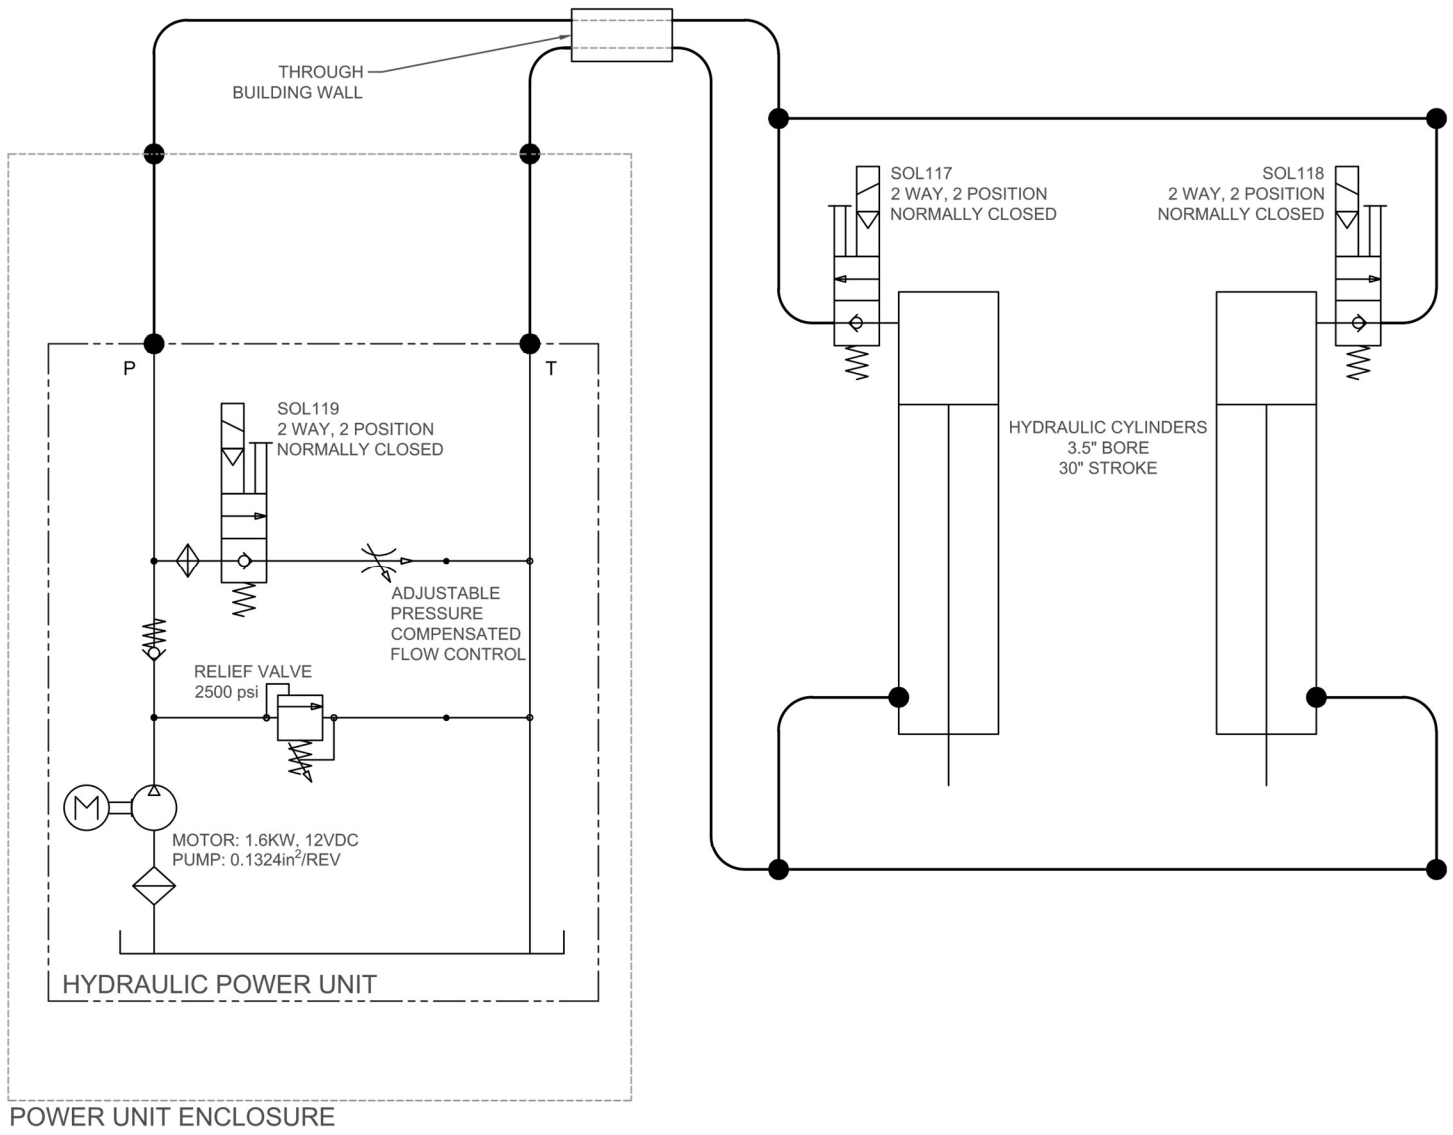 THROUGH
BUILDING WALL
SOL117
2 WAY, 2 POSITION
NORMALLY CLOSED
SOL118
2 WAY, 2 POSITION
NORMALLY CLOSED
P
T
SOL119
2 WAY, 2 POSITION
NORMALLY CLOSED
HYDRAULIC CYLINDERS
3.5" BORE
30" STROKE
ADJUSTABLE
PRESSURE
COMPENSATED
FLOW CONTROL
RELIEF VALVE
2500 psi
M
MOTOR: 1.6KW, 12VDC
PUMP: 0.1324in²/REV
HYDRAULIC POWER UNIT
POWER UNIT ENCLOSURE